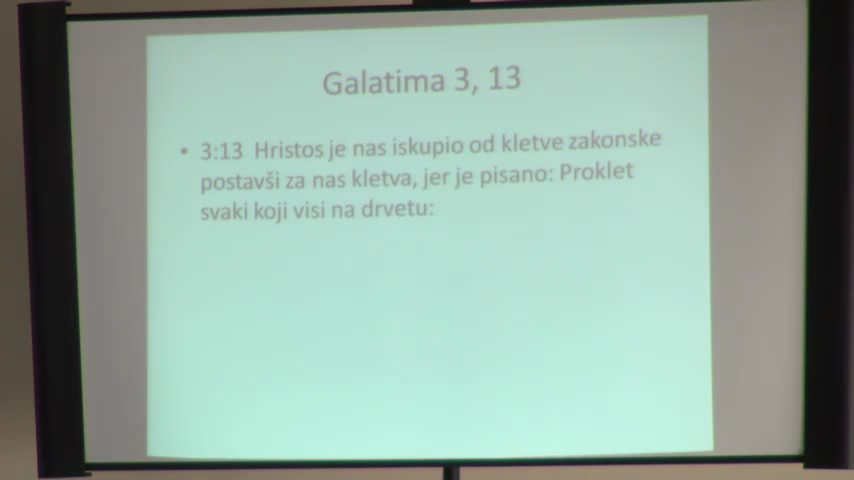 Galatima 3, 13
• 3:13 Hristos je nas iskupio od kletve zakonske
postavši za nas kletva, jer je pisano: Proklet
svaki koji visi na drvetu: